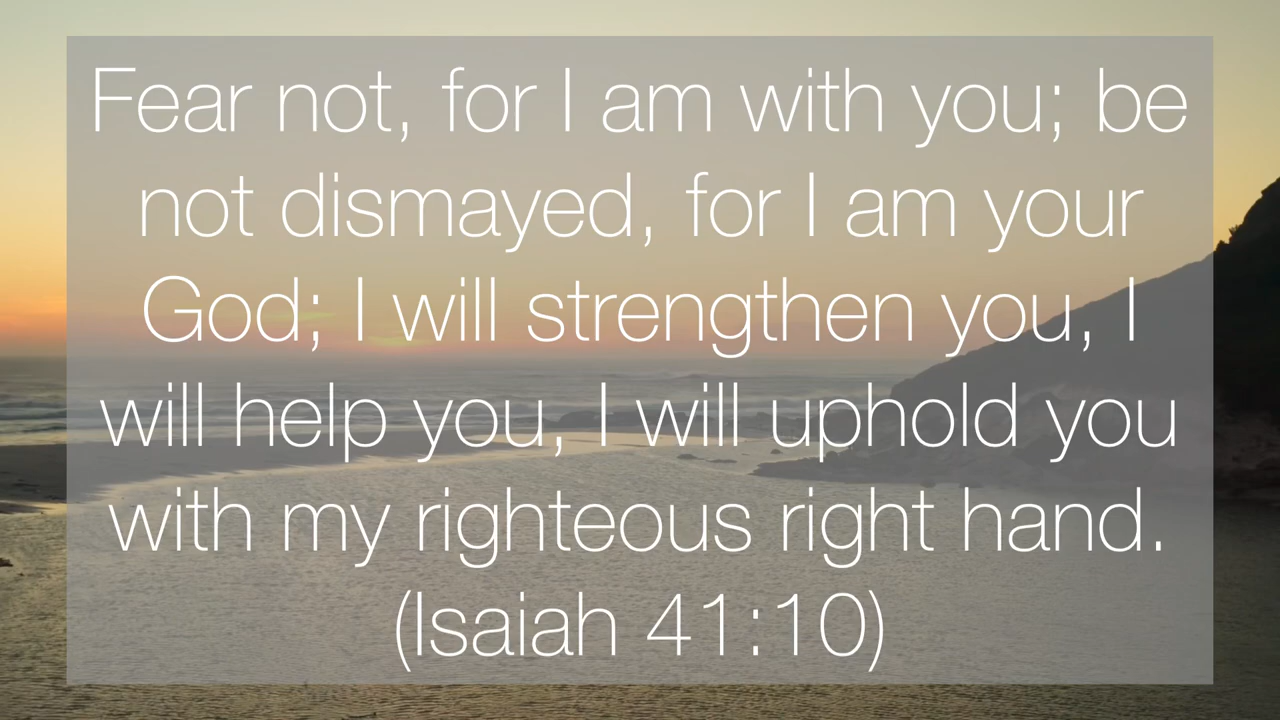 Fear not, for I am with you; be
not dismayed, for I am your
God; I will strengthen you, I
will help you, I will uphold you
with my righteous right hand.
(Isaiah 41:10)